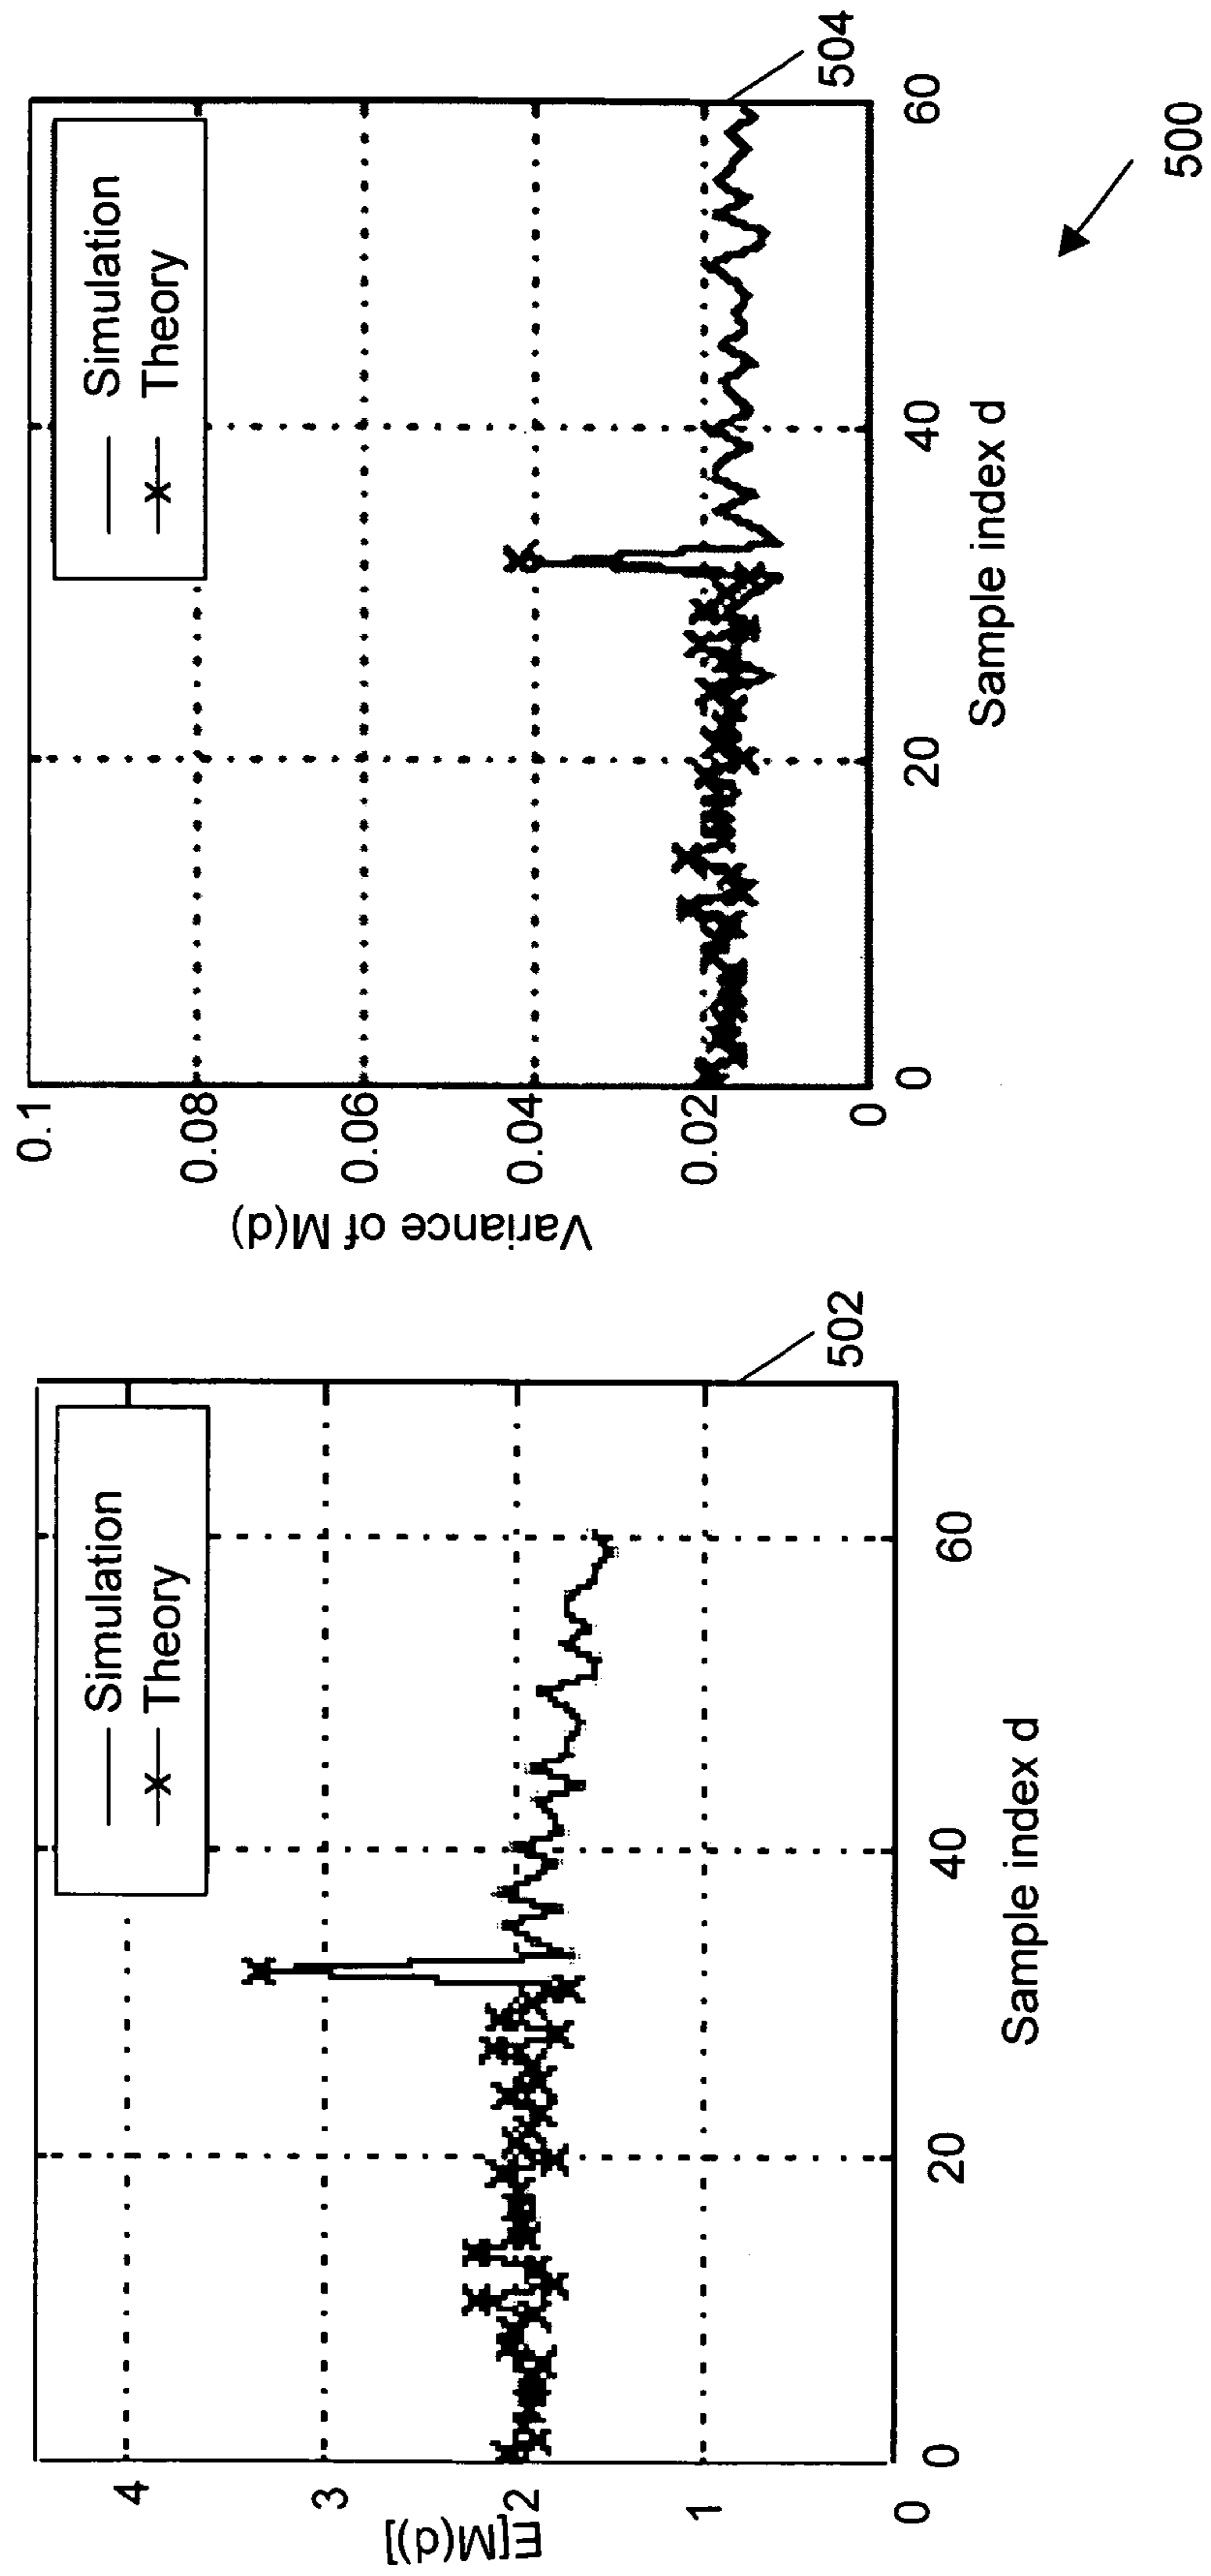 Simulation
Theory
4
3
2
1
0
E[M(d)]
0
20
40
60
Sample index d
502
Simulation
Theory
0.1
0.08
0.06
0.04
0.02
0
Variance of M(d)
0
20
40
60
Sample index d
504
500